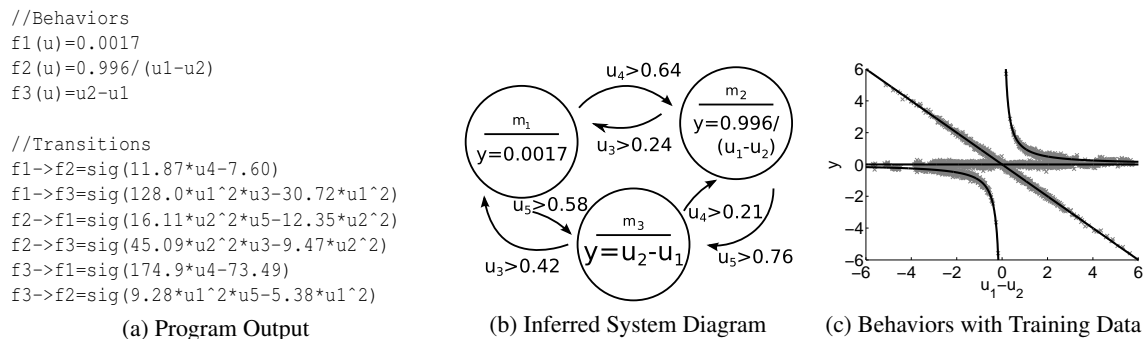 //Behaviors
f1(u)=0.0017
f2(u)=0.996/(u1-u2)
f3(u)=u2-u1
//Transitions
f1->f2=sig(11.87*u4-7.60)
f1->f3=sig(128.0*u1^2*u3-30.72*u1^2)
f2->f1=sig(16.11*u2^2*u5-12.35*u2^2)
f2->f3=sig(45.09*u2^2*u3-9.47*u2^2)
f3->f1=sig(174.9*u4-73.49)
f3->f2=sig(9.28*u1^2*u5-5.38*u1^2)
(a) Program Output
u₄>0.64
m₁
y=0.0017
m₂
y=0.996/
(u₁-u₂)
u₃>0.24
u₅>0.58
m₃
y=u₂-u₁
u₄>0.21
u₃>0.42
u₅>0.76
(b) Inferred System Diagram
6
4
2
0
−2
−4
−6
y
−6 −4 −2 0 2 4 6
u₁−u₂
(c) Behaviors with Training Data